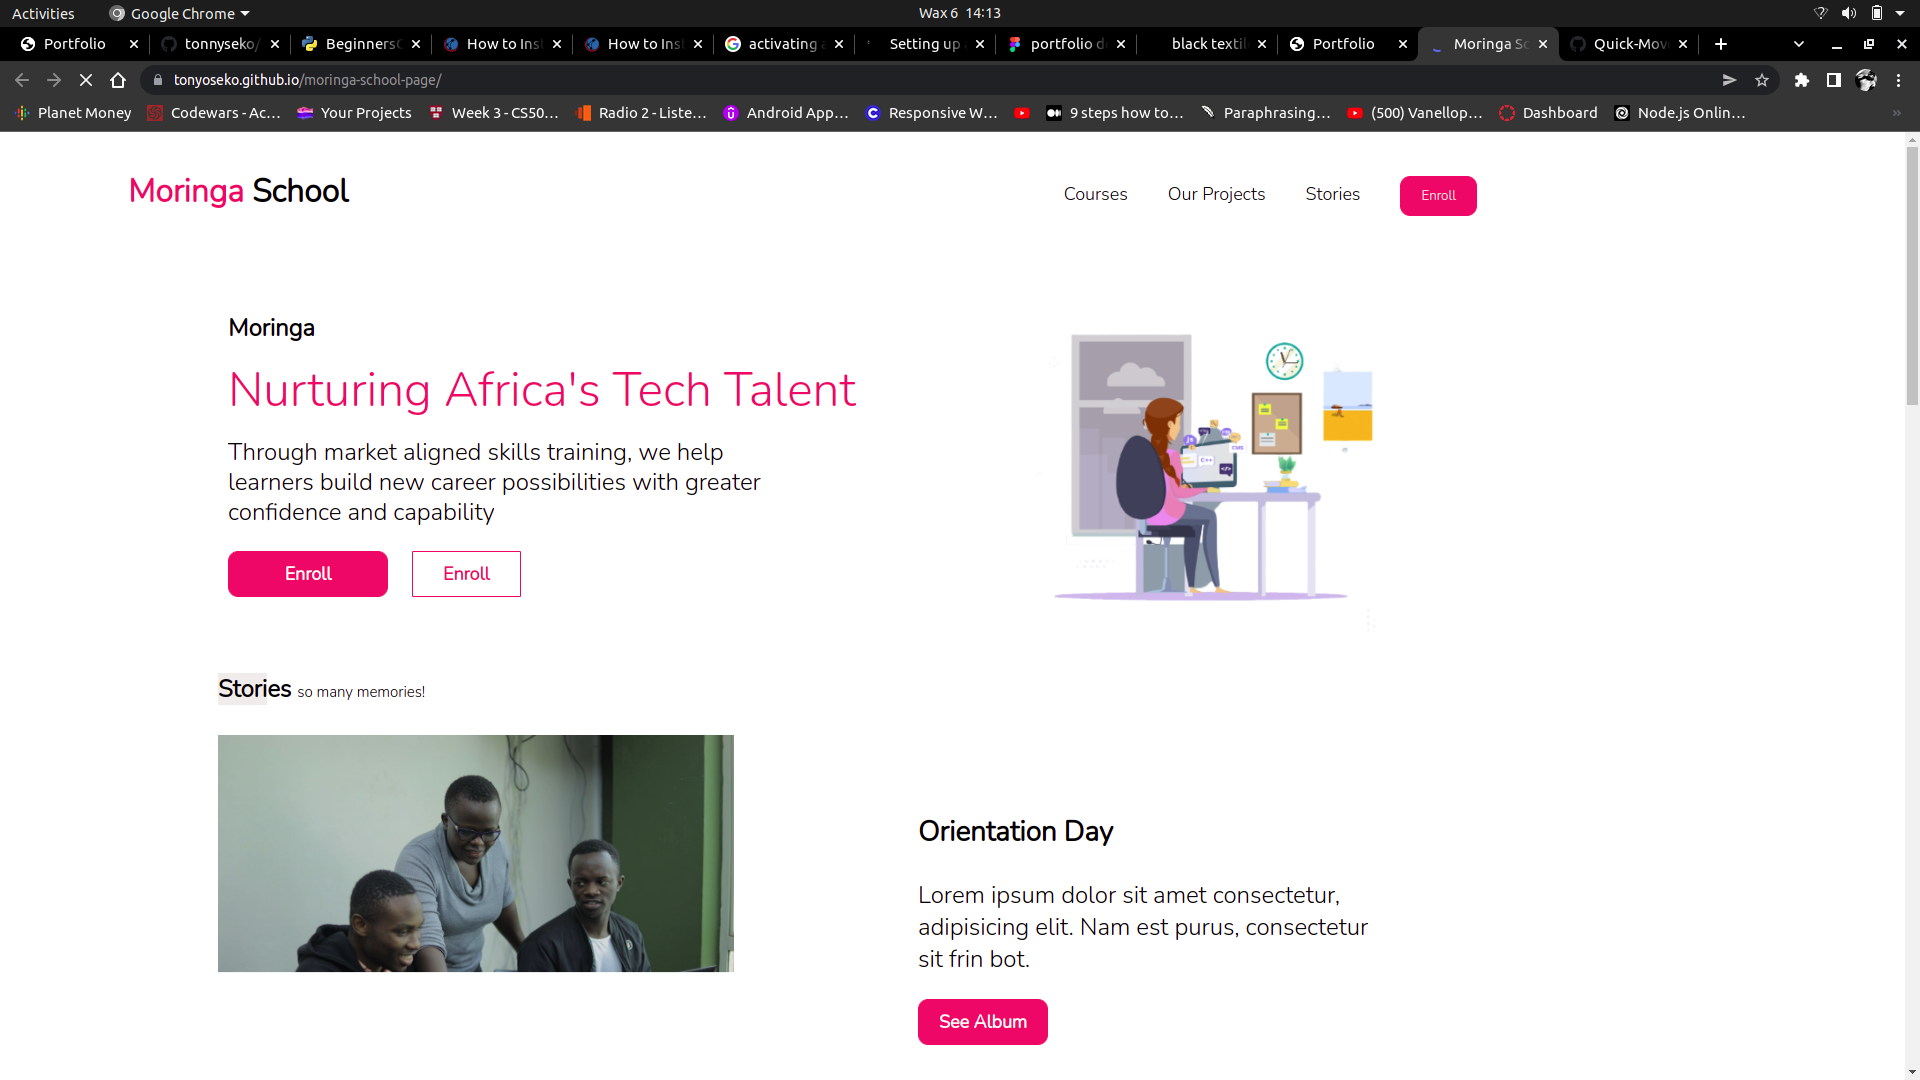 Activities Google Chrome Wax 6 14:13
Portfolio tonnyseko/ Beginners How to Ins How to Ins activating Setting up portfolio d black textil Portfolio Moringa Sc Quick-Mov
tonyoseko.github.io/moringa-school-page/
Planet Money Codewars - Ac... Your Projects Week 3 - CS50... Radio 2 - Liste... Android App... Responsive W... 9 steps how to... Paraphrasing... (500) Vanellop... Dashboard Node.js Onlin... »
Moringa School Courses Our Projects Stories Enroll
Moringa
Nurturing Africa's Tech Talent
Through market aligned skills training, we help
learners build new career possibilities with greater
confidence and capability
Enroll Enroll
CMS
C++
</>
Stories so many memories!
Orientation Day
Lorem ipsum dolor sit amet consectetur,
adipisicing elit. Nam est purus, consectetur
sit frin bot.
See Album